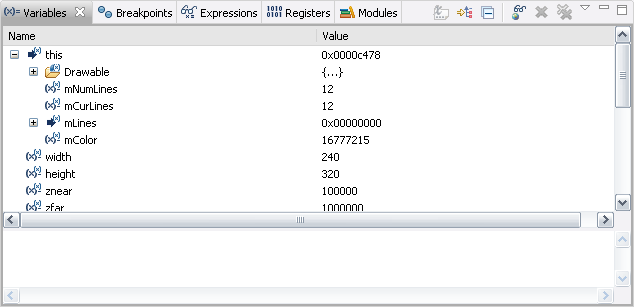 (x)= Variables Breakpoints Expressions 1010 0101 Registers Modules
Name Value
this 0x0000c478
Drawable {...}
(x)= mNumLines 12
(x)= mCurLines 12
mLines 0x00000000
(x)= mColor 16777215
(x)= width 240
(x)= height 320
(x)= znear 100000
(x)= zfar 1000000